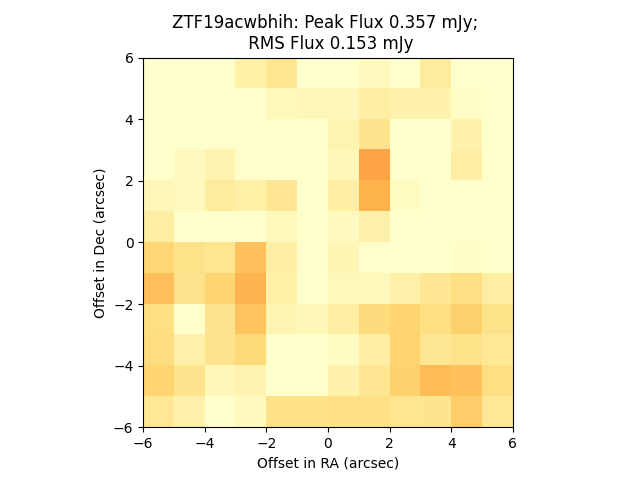 ZTF19acwbhih: Peak Flux 0.357 mJy;
RMS Flux 0.153 mJy
6
4
2
0
−2
−4
−6
Offset in Dec (arcsec)
−6 −4 −2 0 2 4 6
Offset in RA (arcsec)